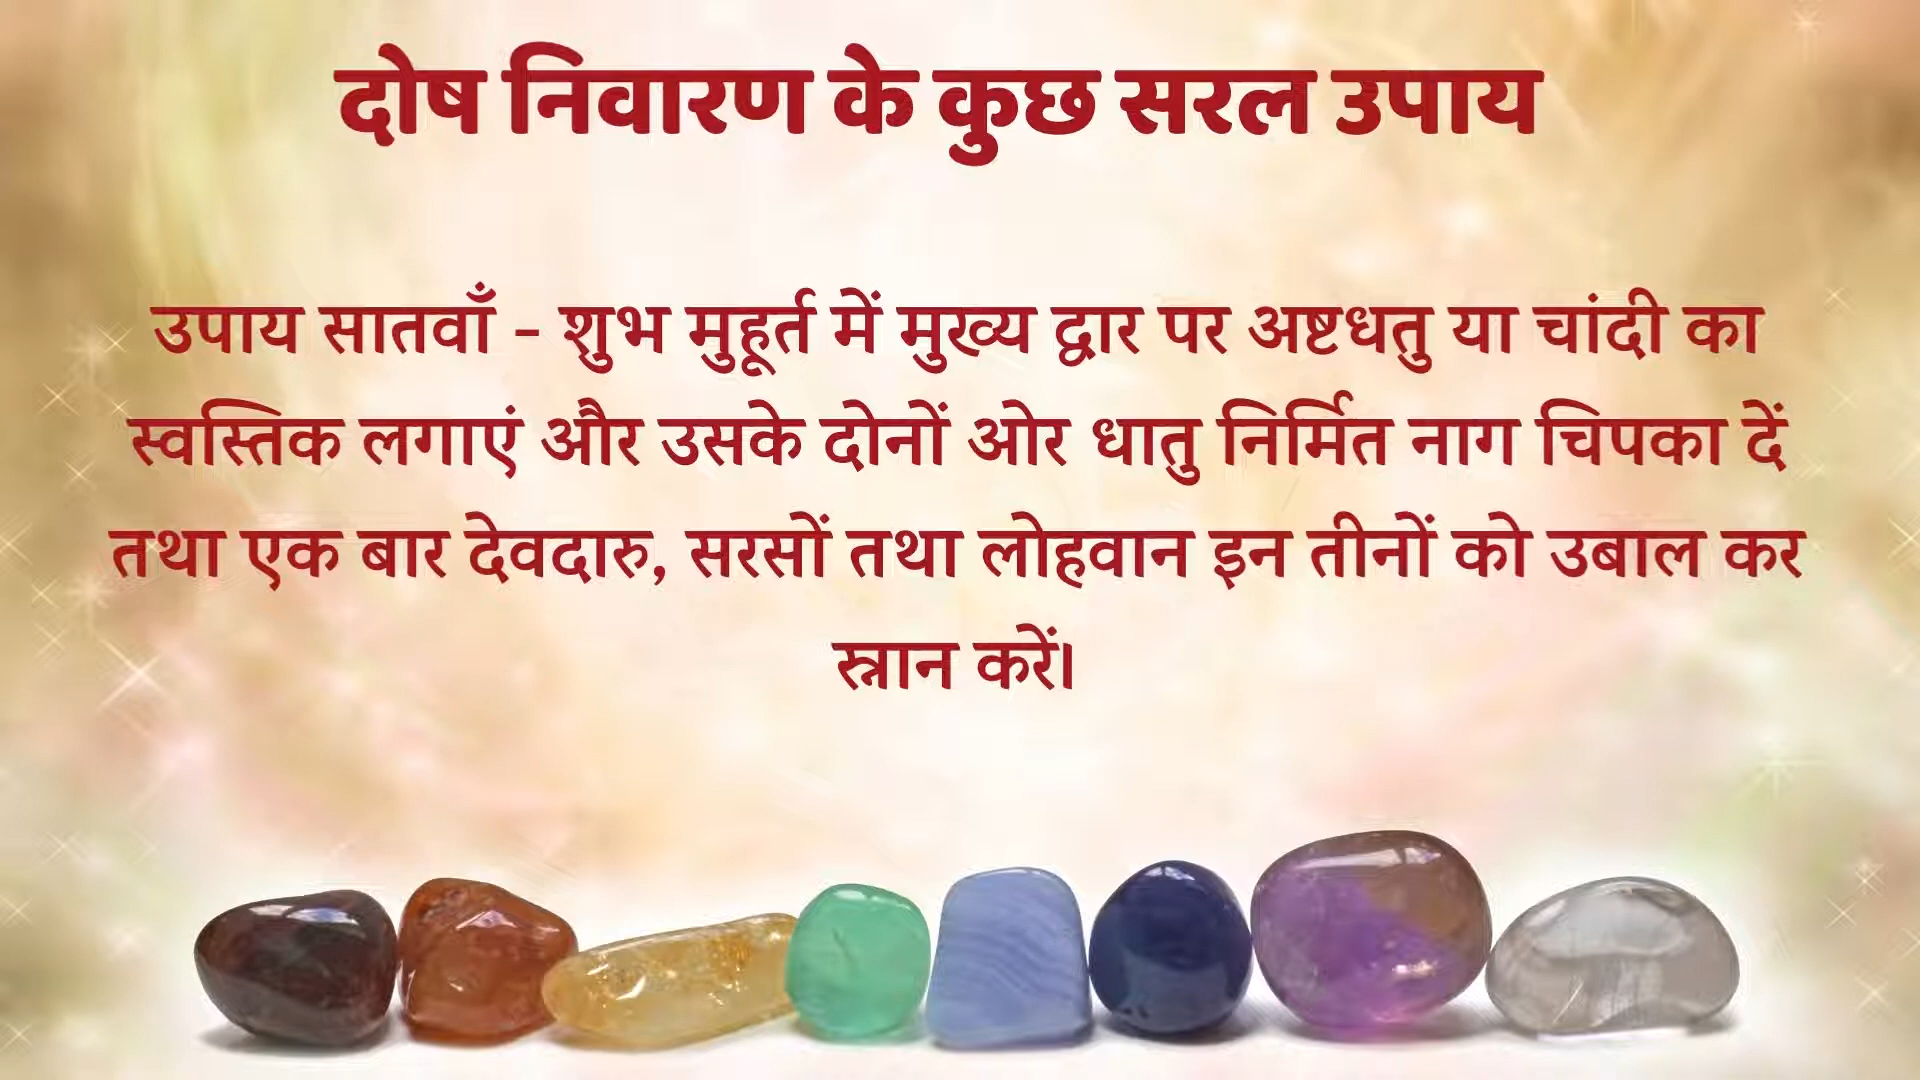 दोष निवारण के कुछ सरल उपाय
उपाय सातवाँ - शुभ मुहूर्त में मुख्य द्वार पर अष्टधतु या चांदी का
स्वस्तिक लगाएं और उसके दोनों ओर धातु निर्मित नाग चिपका दें
तथा एक बार देवदारु, सरसों तथा लोहवान इन तीनों को उबाल कर
स्नान करें।